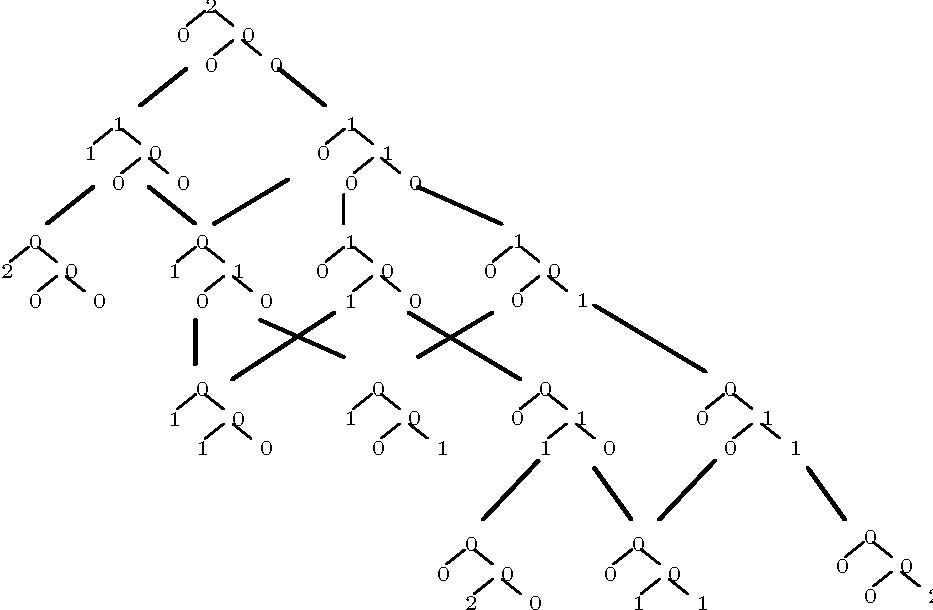 2
0 0
0 0
1 1
1 0 0 1
0 0 0 0
0 0 1 1
2 0 1 1 0 0 0 0
0 0 0 0 1 0 0 1
0 0 0 0
1 0 1 0 0 1 0 1
1 0 0 1 1 0 0 1
0
0 0
0 0 0 0 0 0
0 2
2 0 1 1